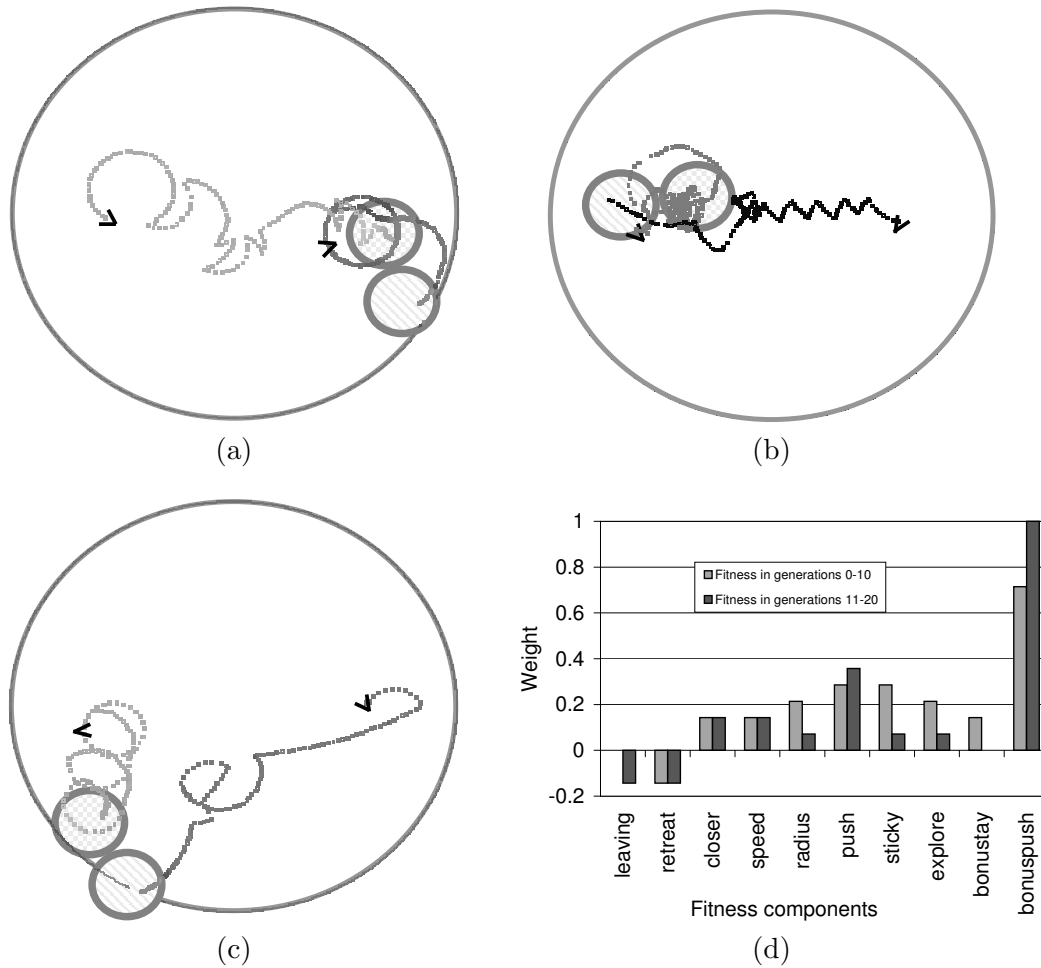 (a)
(b)
(c)
1
0.8
0.6
0.4
0.2
0
-0.2
Weight
Fitness in generations 0-10
Fitness in generations 11-20
leaving
retreat
closer
speed
radius
push
sticky
explore
bonustay
bonuspush
Fitness components
(d)